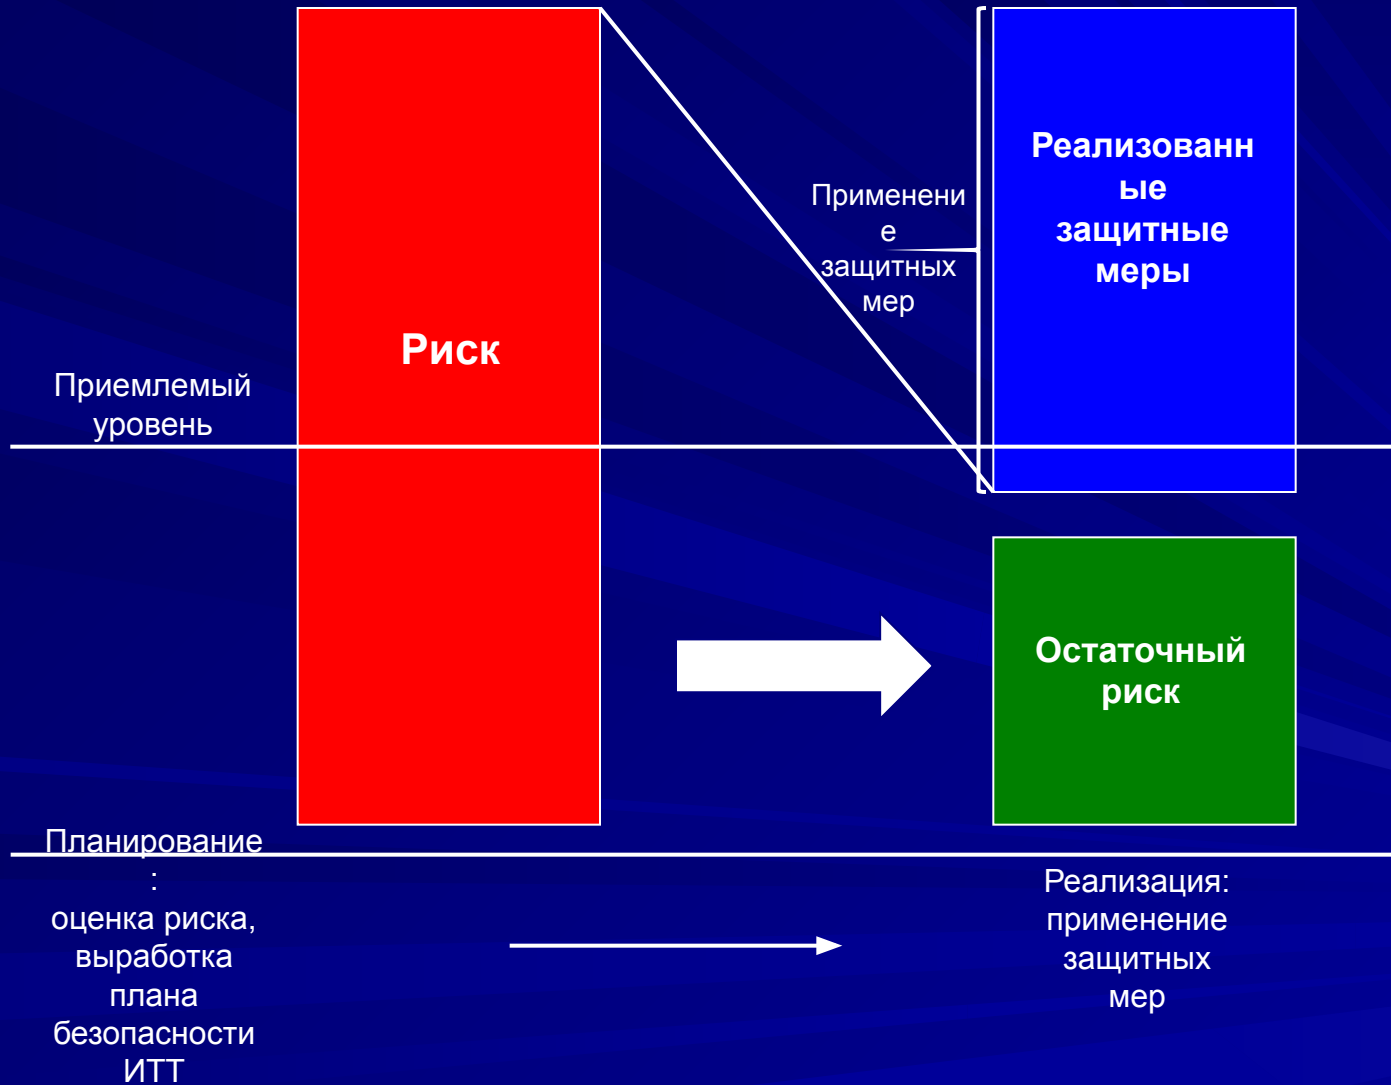 Риск
Приемлемый
уровень
Применени
е
защитных
мер
Реализованн
ые
защитные
меры
Остаточный
риск
Планирование
:
оценка риска,
выработка
плана
безопасности
ИТТ
Реализация:
применение
защитных
мер